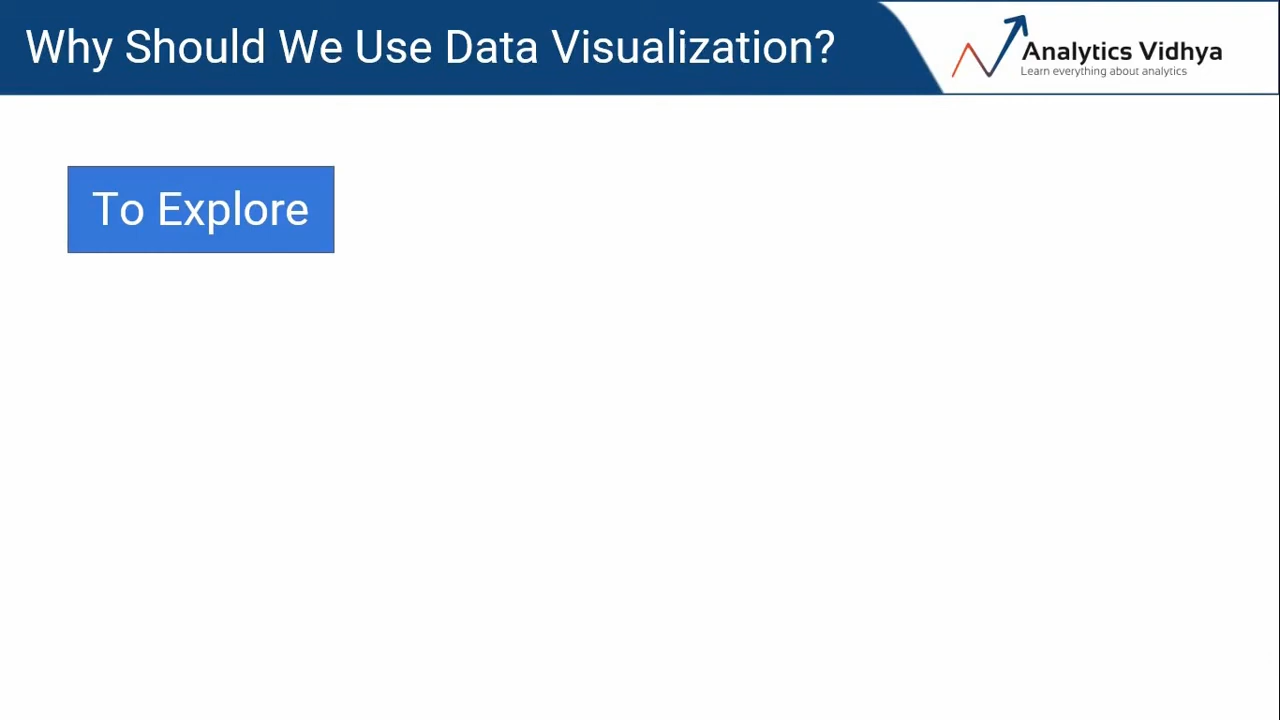 Why Should We Use Data Visualization?
Analytics Vidhya
Learn everything about analytics
To Explore